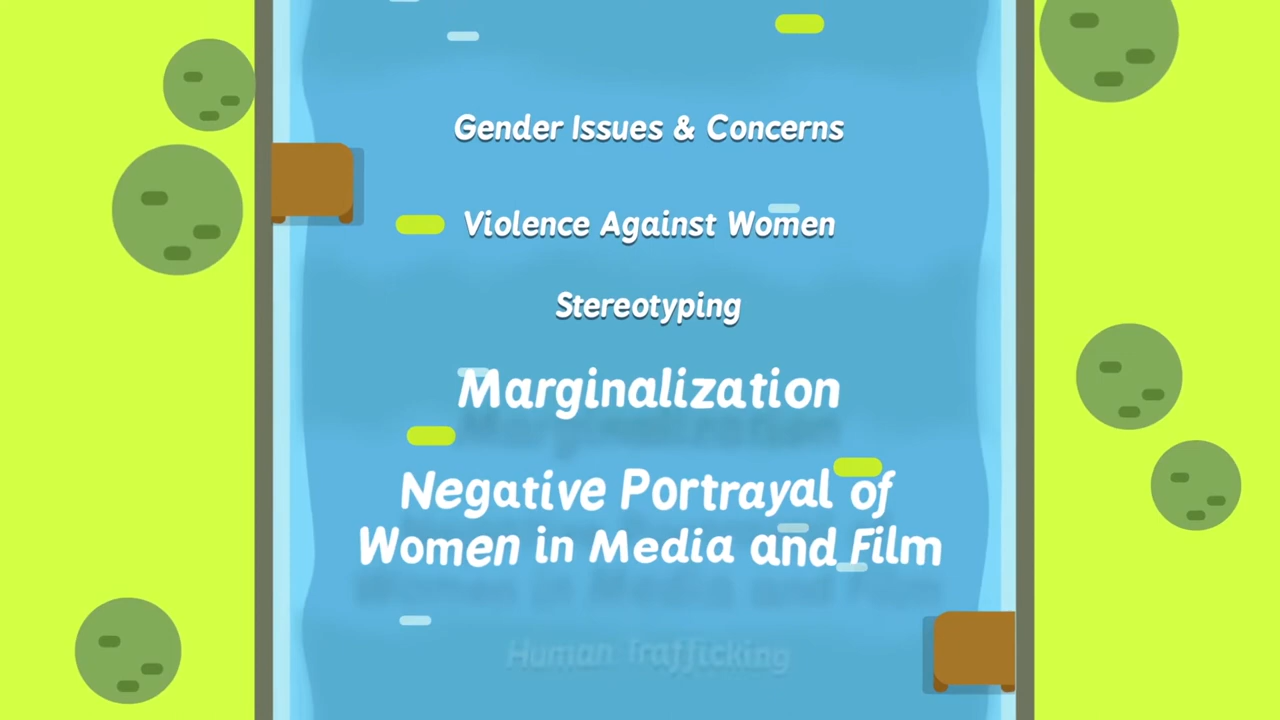 Gender Issues & Concerns
Violence Against Women
Stereotyping
Marginalization
Negative Portrayal of
Women in Media and Film
Human Trafficking